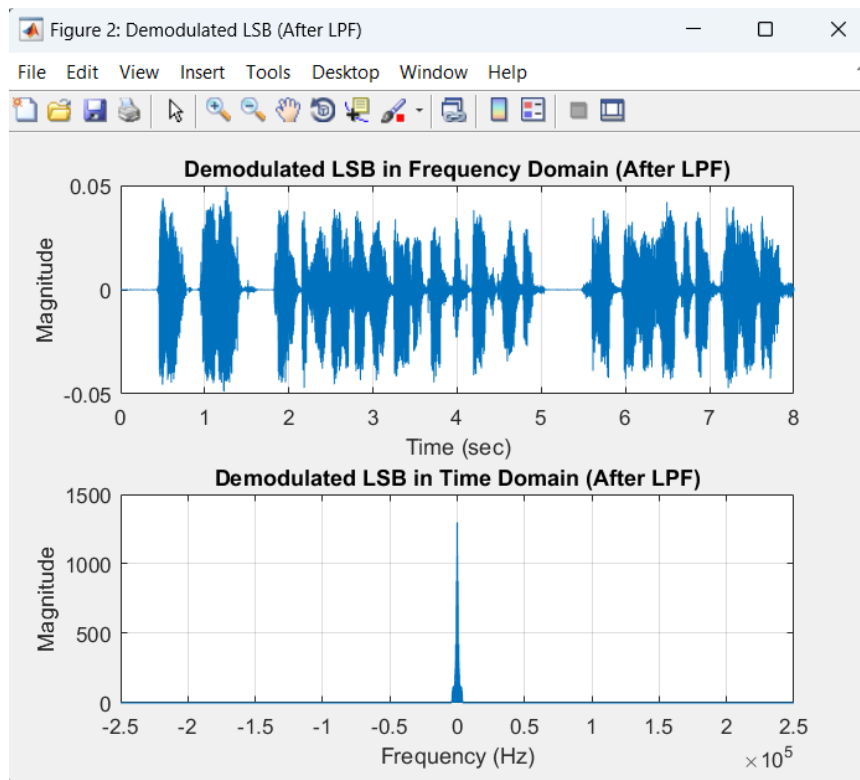 Figure 2: Demodulated LSB (After LPF)
File Edit View Insert Tools Desktop Window Help
Demodulated LSB in Frequency Domain (After LPF)
0.05
0
-0.05
Magnitude
0 1 2 3 4 5 6 7 8
Time (sec)
Demodulated LSB in Time Domain (After LPF)
1500
1000
500
0
Magnitude
-2.5 -2 -1.5 -1 -0.5 0 0.5 1 1.5 2 2.5
Frequency (Hz)
×10⁵